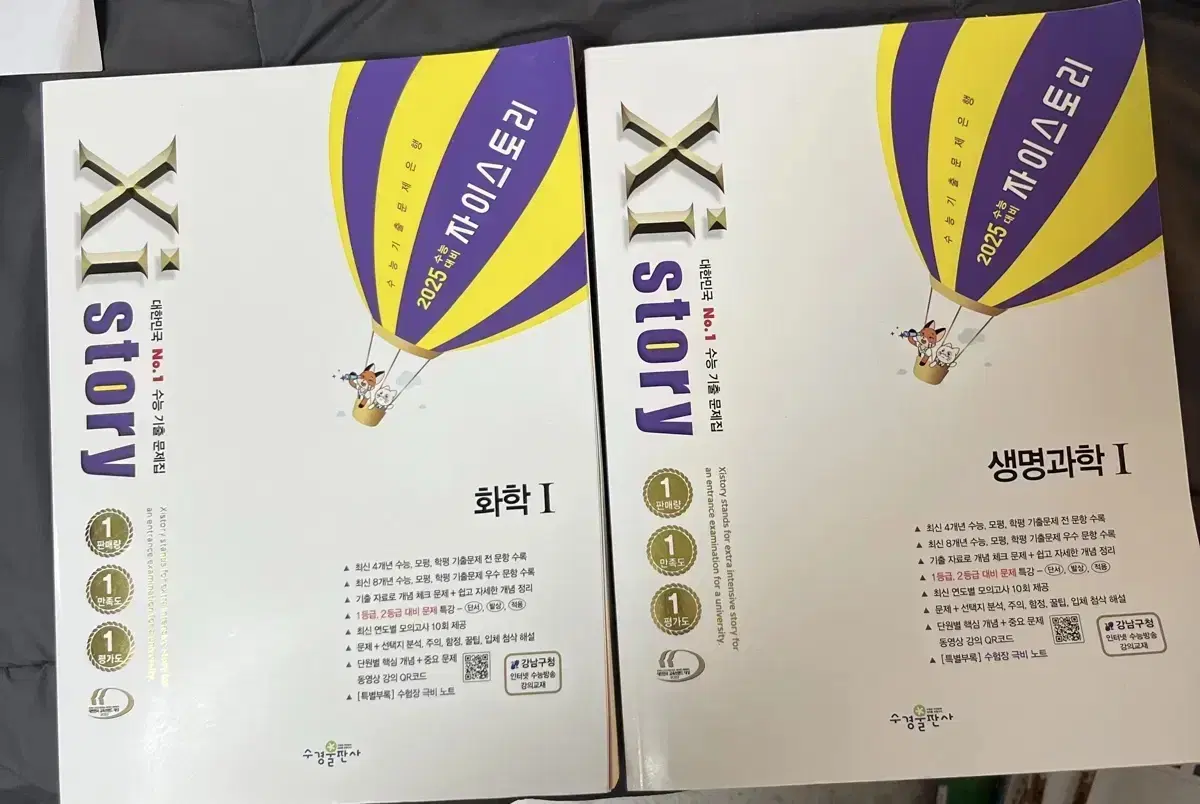 Xi
story
대한민국 No.1 수능 기출 문제집
1
판매량
1
만족도
1
평가도
수능기출문제은행
2025 수능
대비
자이스토리
화학 I
▲ 최신 4개년 수능, 모평, 학평 기출문제 전 문항 수록
▲ 최신 8개년 수능, 모평, 학평 기출문제 우수 문항 수록
▲ 기출 자료로 개념 체크 문제 + 쉽고 자세한 개념 정리
▲ 1등급, 2등급 대비 문제 특강 - 단서, 발상, 적용
▲ 최신 연도별 모의고사 10회 제공
▲ 문제 + 선택지 분석, 주의, 함정, 꿀팁, 입체 첨삭 해설
▲ 단원별 핵심 개념 + 중요 문제
동영상 강의 QR코드
▲ [특별부록] 수험장 극비 노트
강남구청
인터넷 수능방송
강의교재
수경출판사
Xi
story
대한민국 No.1 수능 기출 문제집
Xistory stands for extra intensive story for
an entrance examination for a university.
1
판매량
1
만족도
1
평가도
수능기출문제은행
2025 수능
대비
자이스토리
생명과학 I
▲ 최신 4개년 수능, 모평, 학평 기출문제 전 문항 수록
▲ 최신 8개년 수능, 모평, 학평 기출문제 우수 문항 수록
▲ 기출 자료로 개념 체크 문제 + 쉽고 자세한 개념 정리
▲ 1등급, 2등급 대비 문제 특강 - 단서, 발상, 적용
▲ 최신 연도별 모의고사 10회 제공
▲ 문제 + 선택지 분석, 주의, 함정, 꿀팁, 입체 첨삭 해설
▲ 단원별 핵심 개념 + 중요 문제
동영상 강의 QR코드
▲ [특별부록] 수험장 극비 노트
강남구청
인터넷 수능방송
강의교재
수경출판사